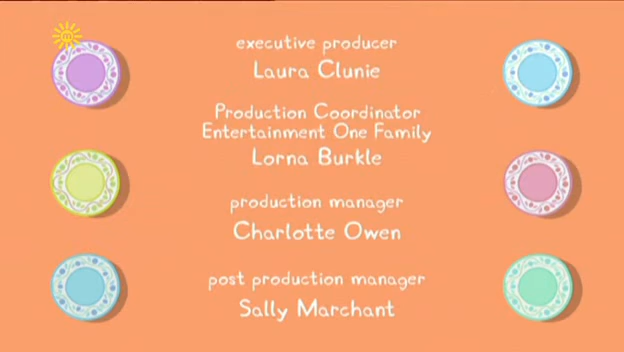 executive producer
Laura Clunie
Production Coordinator
Entertainment One Family
Lorna Burkle
production manager
Charlotte Owen
post production manager
Sally Marchant